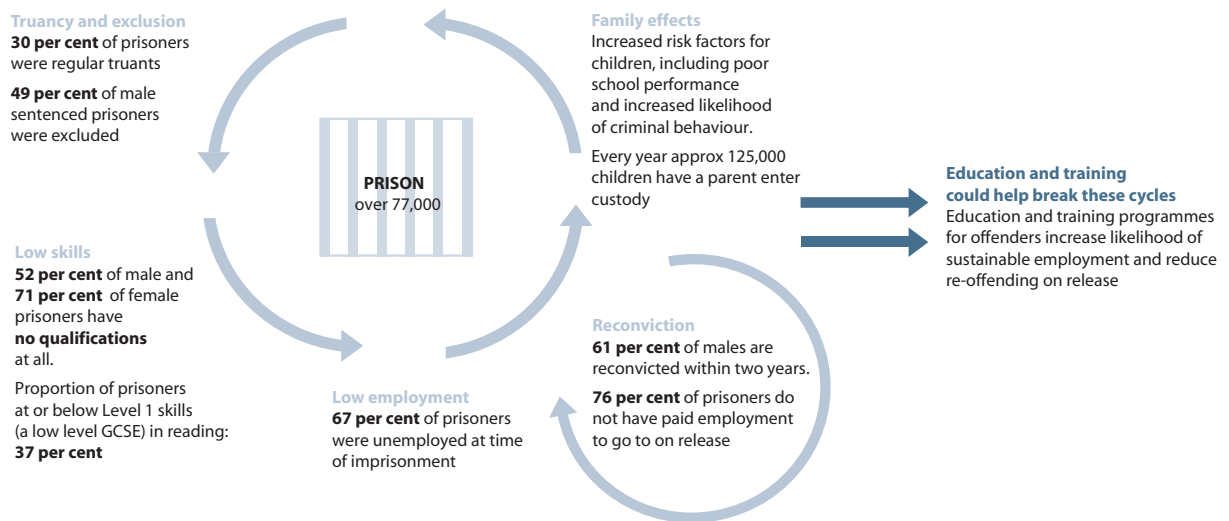 Truancy and exclusion
30 per cent of prisoners
were regular truants
49 per cent of male
sentenced prisoners
were excluded
Low skills
52 per cent of male and
71 per cent of female
prisoners have
no qualifications
at all.
Proportion of prisoners
at or below Level 1 skills
(a low level GCSE) in reading:
37 per cent
PRISON
over 77,000
Low employment
67 per cent of prisoners
were unemployed at time
of imprisonment
Family effects
Increased risk factors for
children, including poor
school performance
and increased likelihood
of criminal behaviour.
Every year approx 125,000
children have a parent enter
custody
Reconviction
61 per cent of males are
reconvicted within two years.
76 per cent of prisoners do
not have paid employment
to go to on release
Education and training
could help break these cycles
Education and training programmes
for offenders increase likelihood of
sustainable employment and reduce
re-offending on release